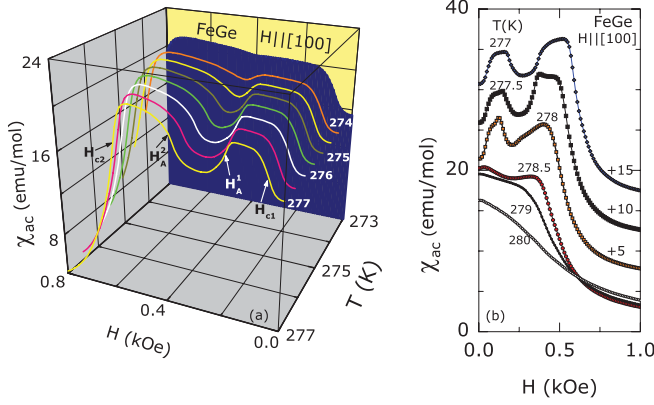 24
16
8
χac (emu/mol)
0.8
0.4
0.0
H (kOe)
277
275
273
T (K)
FeGe
H||[100]
274
275
276
277
Hc2
H²A
H¹A
Hc1
(a)
40
30
20
10
0
χac (emu/mol)
0.0
0.5
1.0
H (kOe)
T(K)
FeGe
H||[100]
277
277.5
278
278.5
279
280
+15
+10
+5
(b)